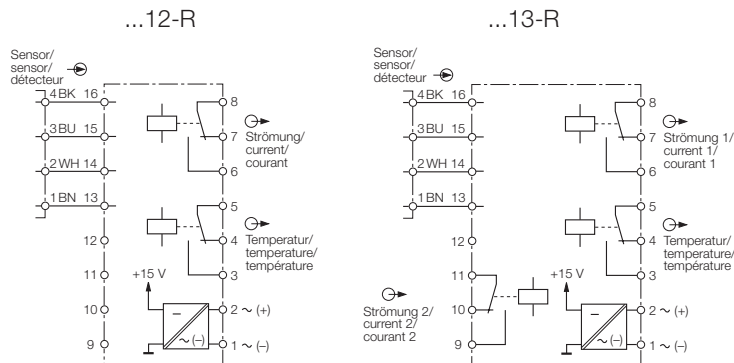 ...12-R
Sensor/
sensor/
détecteur
4 BK 16
3 BU 15
2 WH 14
1 BN 13
12
11
10
9
8
7
6
5
4
3
2 ~ (+)
1 ~ (–)
Strömung/
current/
courant
Temperatur/
temperature/
température
+15 V
–
~ (–)
...13-R
Sensor/
sensor/
détecteur
4 BK 16
3 BU 15
2 WH 14
1 BN 13
12
11
10
9
Strömung 2/
current 2/
courant 2
8
7
6
5
4
3
2 ~ (+)
1 ~ (–)
Strömung 1/
current 1/
courant 1
Temperatur/
temperature/
température
+15 V
–
~ (–)